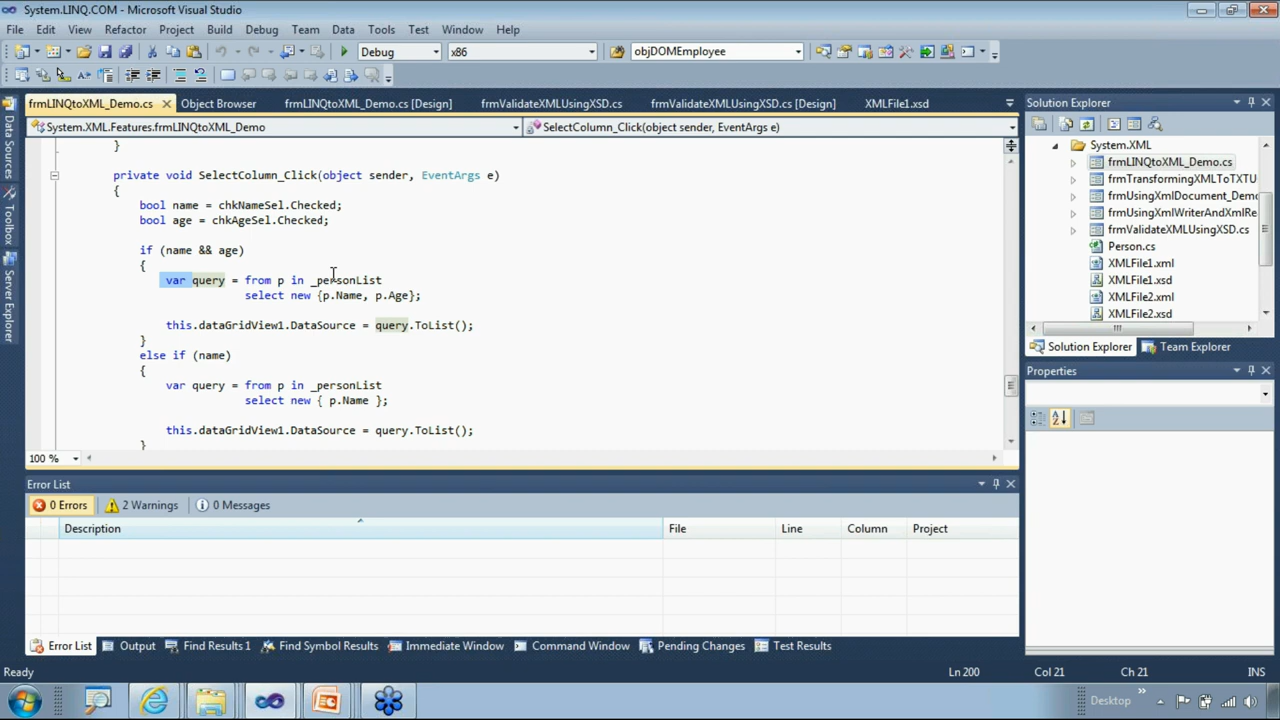 System.LINQ.COM - Microsoft Visual Studio
File Edit View Refactor Project Build Debug Team Data Tools Test Window Help
Debug x86 objDOMEmployee
frmLINQtoXML_Demo.cs Object Browser frmLINQtoXML_Demo.cs [Design] frmValidateXMLUsingXSD.cs frmValidateXMLUsingXSD.cs [Design] XMLFile1.xsd
System.XML.Features.frmLINQtoXML_Demo SelectColumn_Click(object sender, EventArgs e)
}
private void SelectColumn_Click(object sender, EventArgs e)
{
bool name = chkNameSel.Checked;
bool age = chkAgeSel.Checked;
if (name && age)
{
var query = from p in _personList
select new {p.Name, p.Age};
this.dataGridView1.DataSource = query.ToList();
}
else if (name)
{
var query = from p in _personList
select new { p.Name };
this.dataGridView1.DataSource = query.ToList();
}
100 %
Data Sources
Toolbox
Server Explorer
Solution Explorer
System.XML
frmLINQtoXML_Demo.cs
frmTransformingXMLToTXTU
frmUsingXmlDocument_Demo
frmUsingXmlWriterAndXmlRe
frmValidateXMLUsingXSD.cs
Person.cs
XMLFile1.xml
XMLFile1.xsd
XMLFile2.xml
XMLFile2.xsd
Solution Explorer Team Explorer
Properties
Error List
0 Errors 2 Warnings 0 Messages
Description File Line Column Project
Error List Output Find Results 1 Find Symbol Results Immediate Window Command Window Pending Changes Test Results
Ready Ln 200 Col 21 Ch 21 INS
Desktop